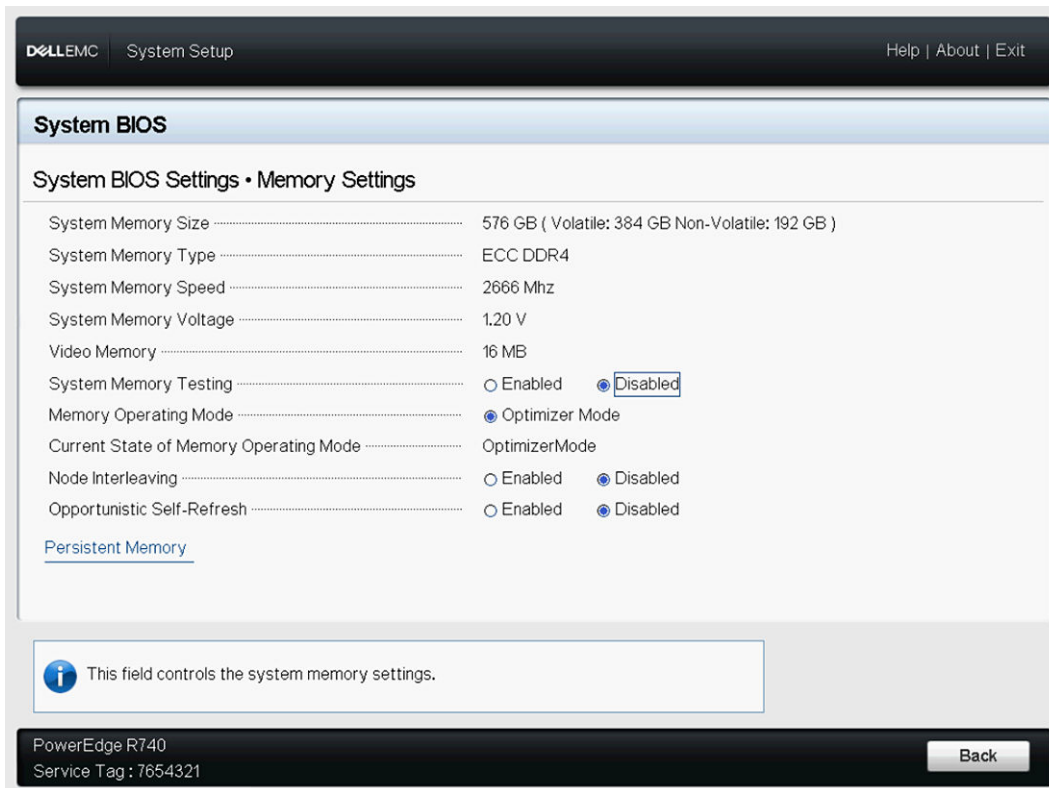 DELLEMC System Setup Help | About | Exit
System BIOS
System BIOS Settings • Memory Settings
System Memory Size 576 GB ( Volatile: 384 GB Non-Volatile: 192 GB )
System Memory Type ECC DDR4
System Memory Speed 2666 Mhz
System Memory Voltage 1.20 V
Video Memory 16 MB
System Memory Testing Enabled Disabled
Memory Operating Mode Optimizer Mode
Current State of Memory Operating Mode OptimizerMode
Node Interleaving Enabled Disabled
Opportunistic Self-Refresh Enabled Disabled
Persistent Memory
This field controls the system memory settings.
PowerEdge R740
Service Tag : 7654321
Back